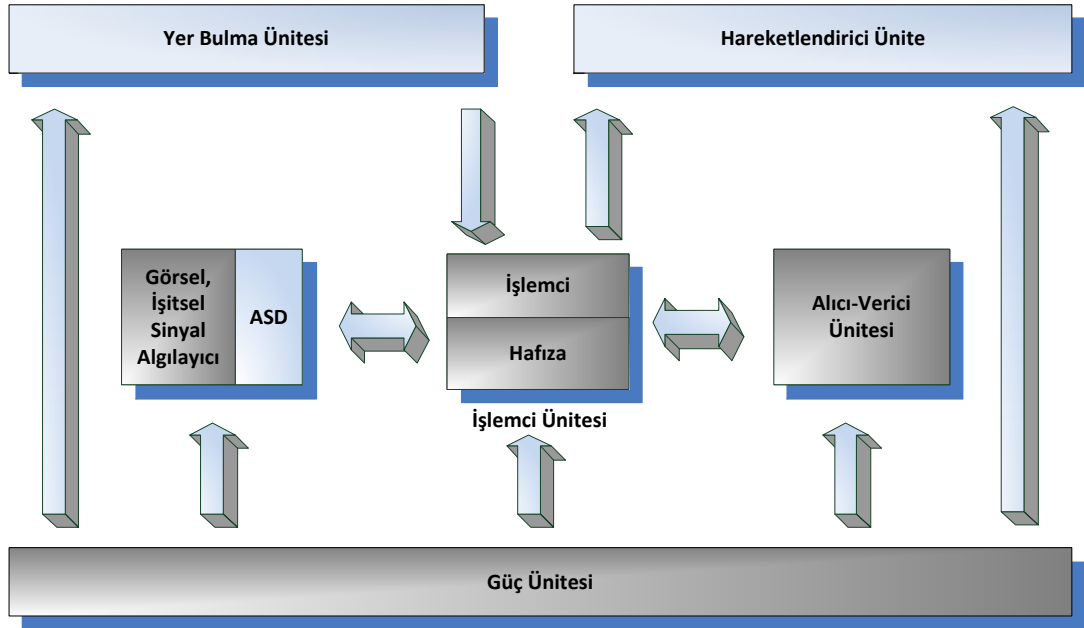 Yer Bulma Ünitesi
Hareketlendirici Ünite
Görsel,
İşitsel
Sinyal
Algılayıcı
ASD
İşlemci
Hafıza
İşlemci Ünitesi
Alıcı-Verici
Ünitesi
Güç Ünitesi